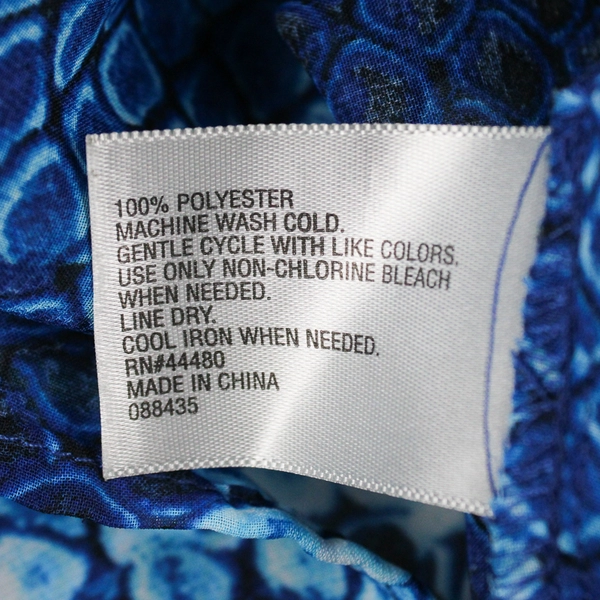 100% POLYESTER
MACHINE WASH COLD.
GENTLE CYCLE WITH LIKE COLORS.
USE ONLY NON-CHLORINE BLEACH
WHEN NEEDED.
LINE DRY.
COOL IRON WHEN NEEDED.
RN#44480
MADE IN CHINA
088435